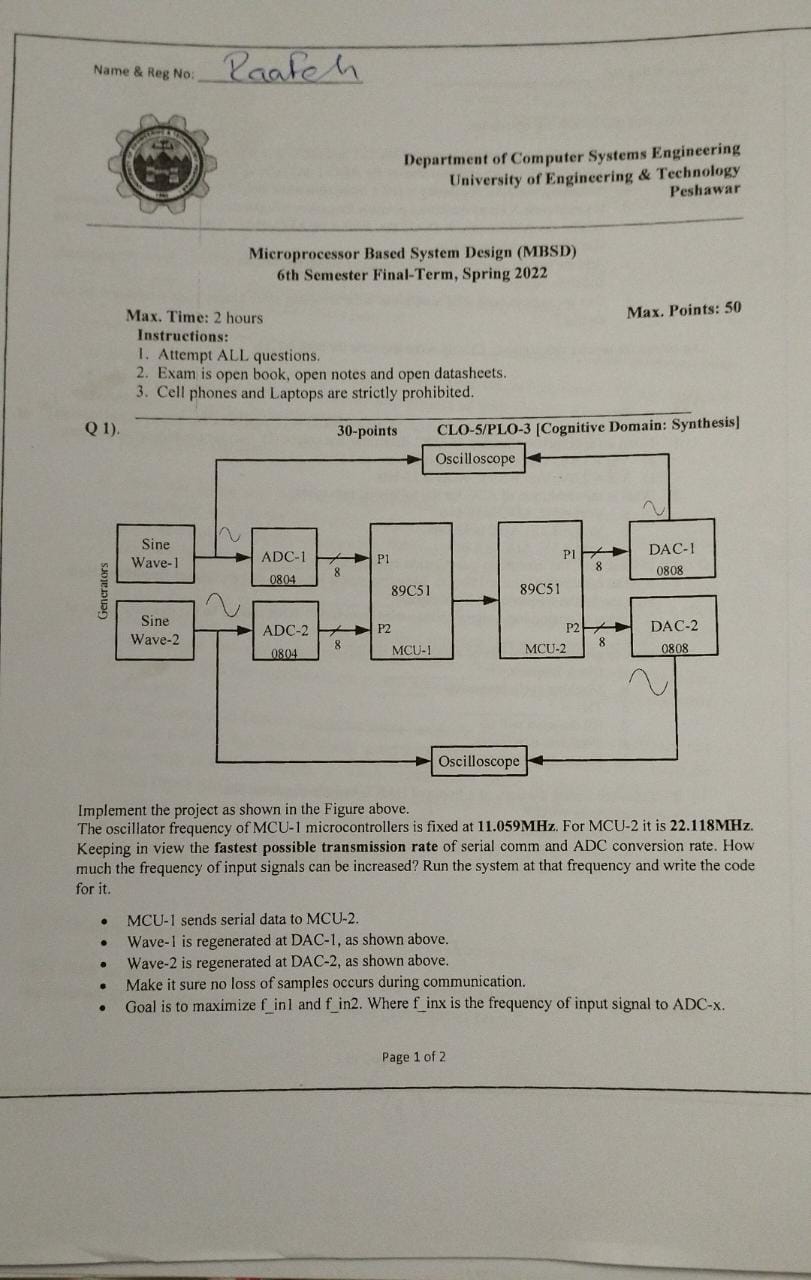 Name & Reg No: Raafeh
Department of Computer Systems Engineering
University of Engineering & Technology
Peshawar
Microprocessor Based System Design (MBSD)
6th Semester Final-Term, Spring 2022
Max. Time: 2 hours
Max. Points: 50
Instructions:
1. Attempt ALL questions.
2. Exam is open book, open notes and open datasheets.
3. Cell phones and Laptops are strictly prohibited.
Q 1). 30-points CLO-5/PLO-3 [Cognitive Domain: Synthesis]
Oscilloscope
Generators
Sine
Wave-1
ADC-1
0804
8
P1
89C51
P1
89C51
8
DAC-1
0808
Sine
Wave-2
ADC-2
0804
8
P2
MCU-1
P2
MCU-2
8
DAC-2
0808
Oscilloscope
Implement the project as shown in the Figure above.
The oscillator frequency of MCU-1 microcontrollers is fixed at 11.059MHz. For MCU-2 it is 22.118MHz.
Keeping in view the fastest possible transmission rate of serial comm and ADC conversion rate. How
much the frequency of input signals can be increased? Run the system at that frequency and write the code
for it.
• MCU-1 sends serial data to MCU-2.
• Wave-1 is regenerated at DAC-1, as shown above.
• Wave-2 is regenerated at DAC-2, as shown above.
• Make it sure no loss of samples occurs during communication.
• Goal is to maximize f_in1 and f_in2. Where f_inx is the frequency of input signal to ADC-x.
Page 1 of 2